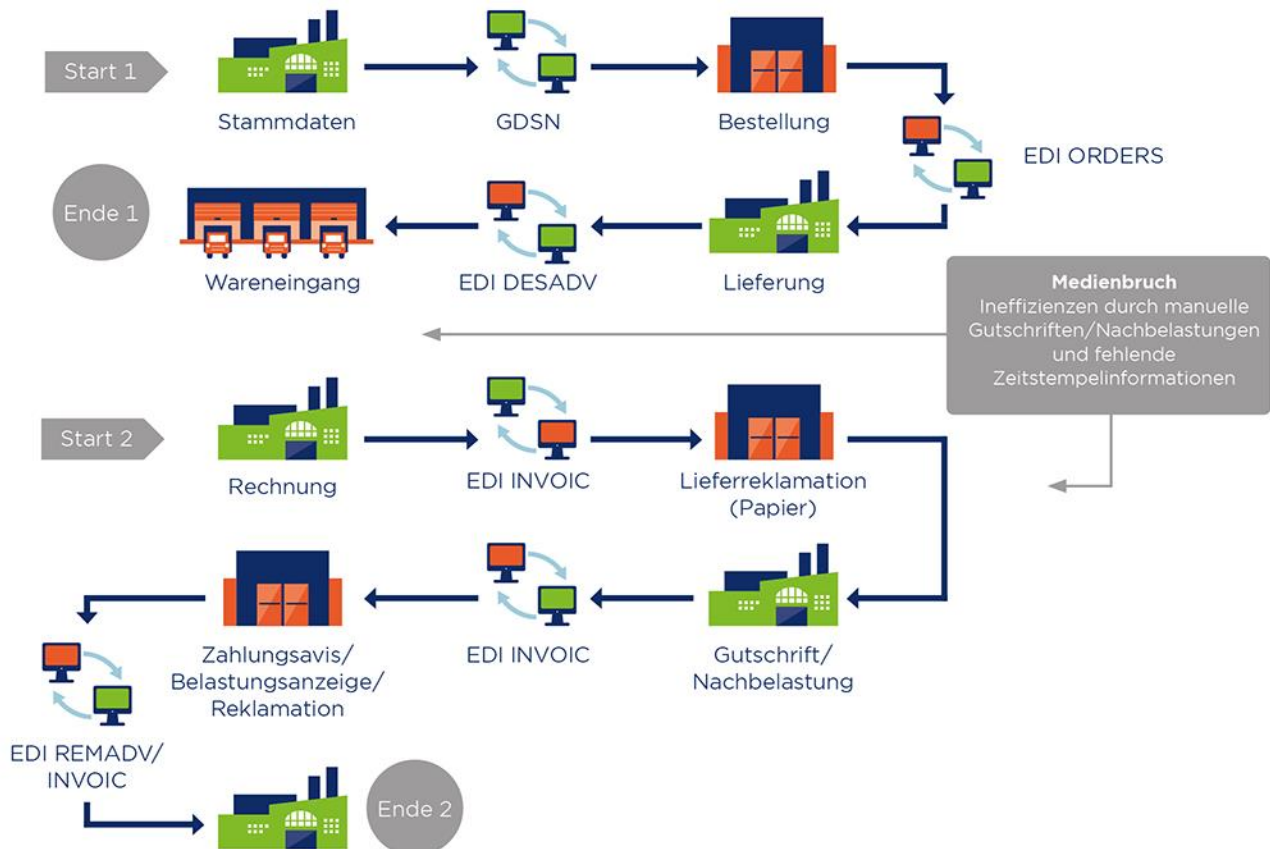 Start 1
Stammdaten
GDSN
Bestellung
EDI ORDERS
Ende 1
Wareneingang
EDI DESADV
Lieferung
Medienbruch
Ineffizienzen durch manuelle
Gutschriften/Nachbelastungen
und fehlende
Zeitstempelinformationen
Start 2
Rechnung
EDI INVOIC
Lieferreklamation
(Papier)
Zahlungsavis/
Belastungsanzeige/
Reklamation
EDI INVOIC
Gutschrift/
Nachbelastung
EDI REMADV/
INVOIC
Ende 2